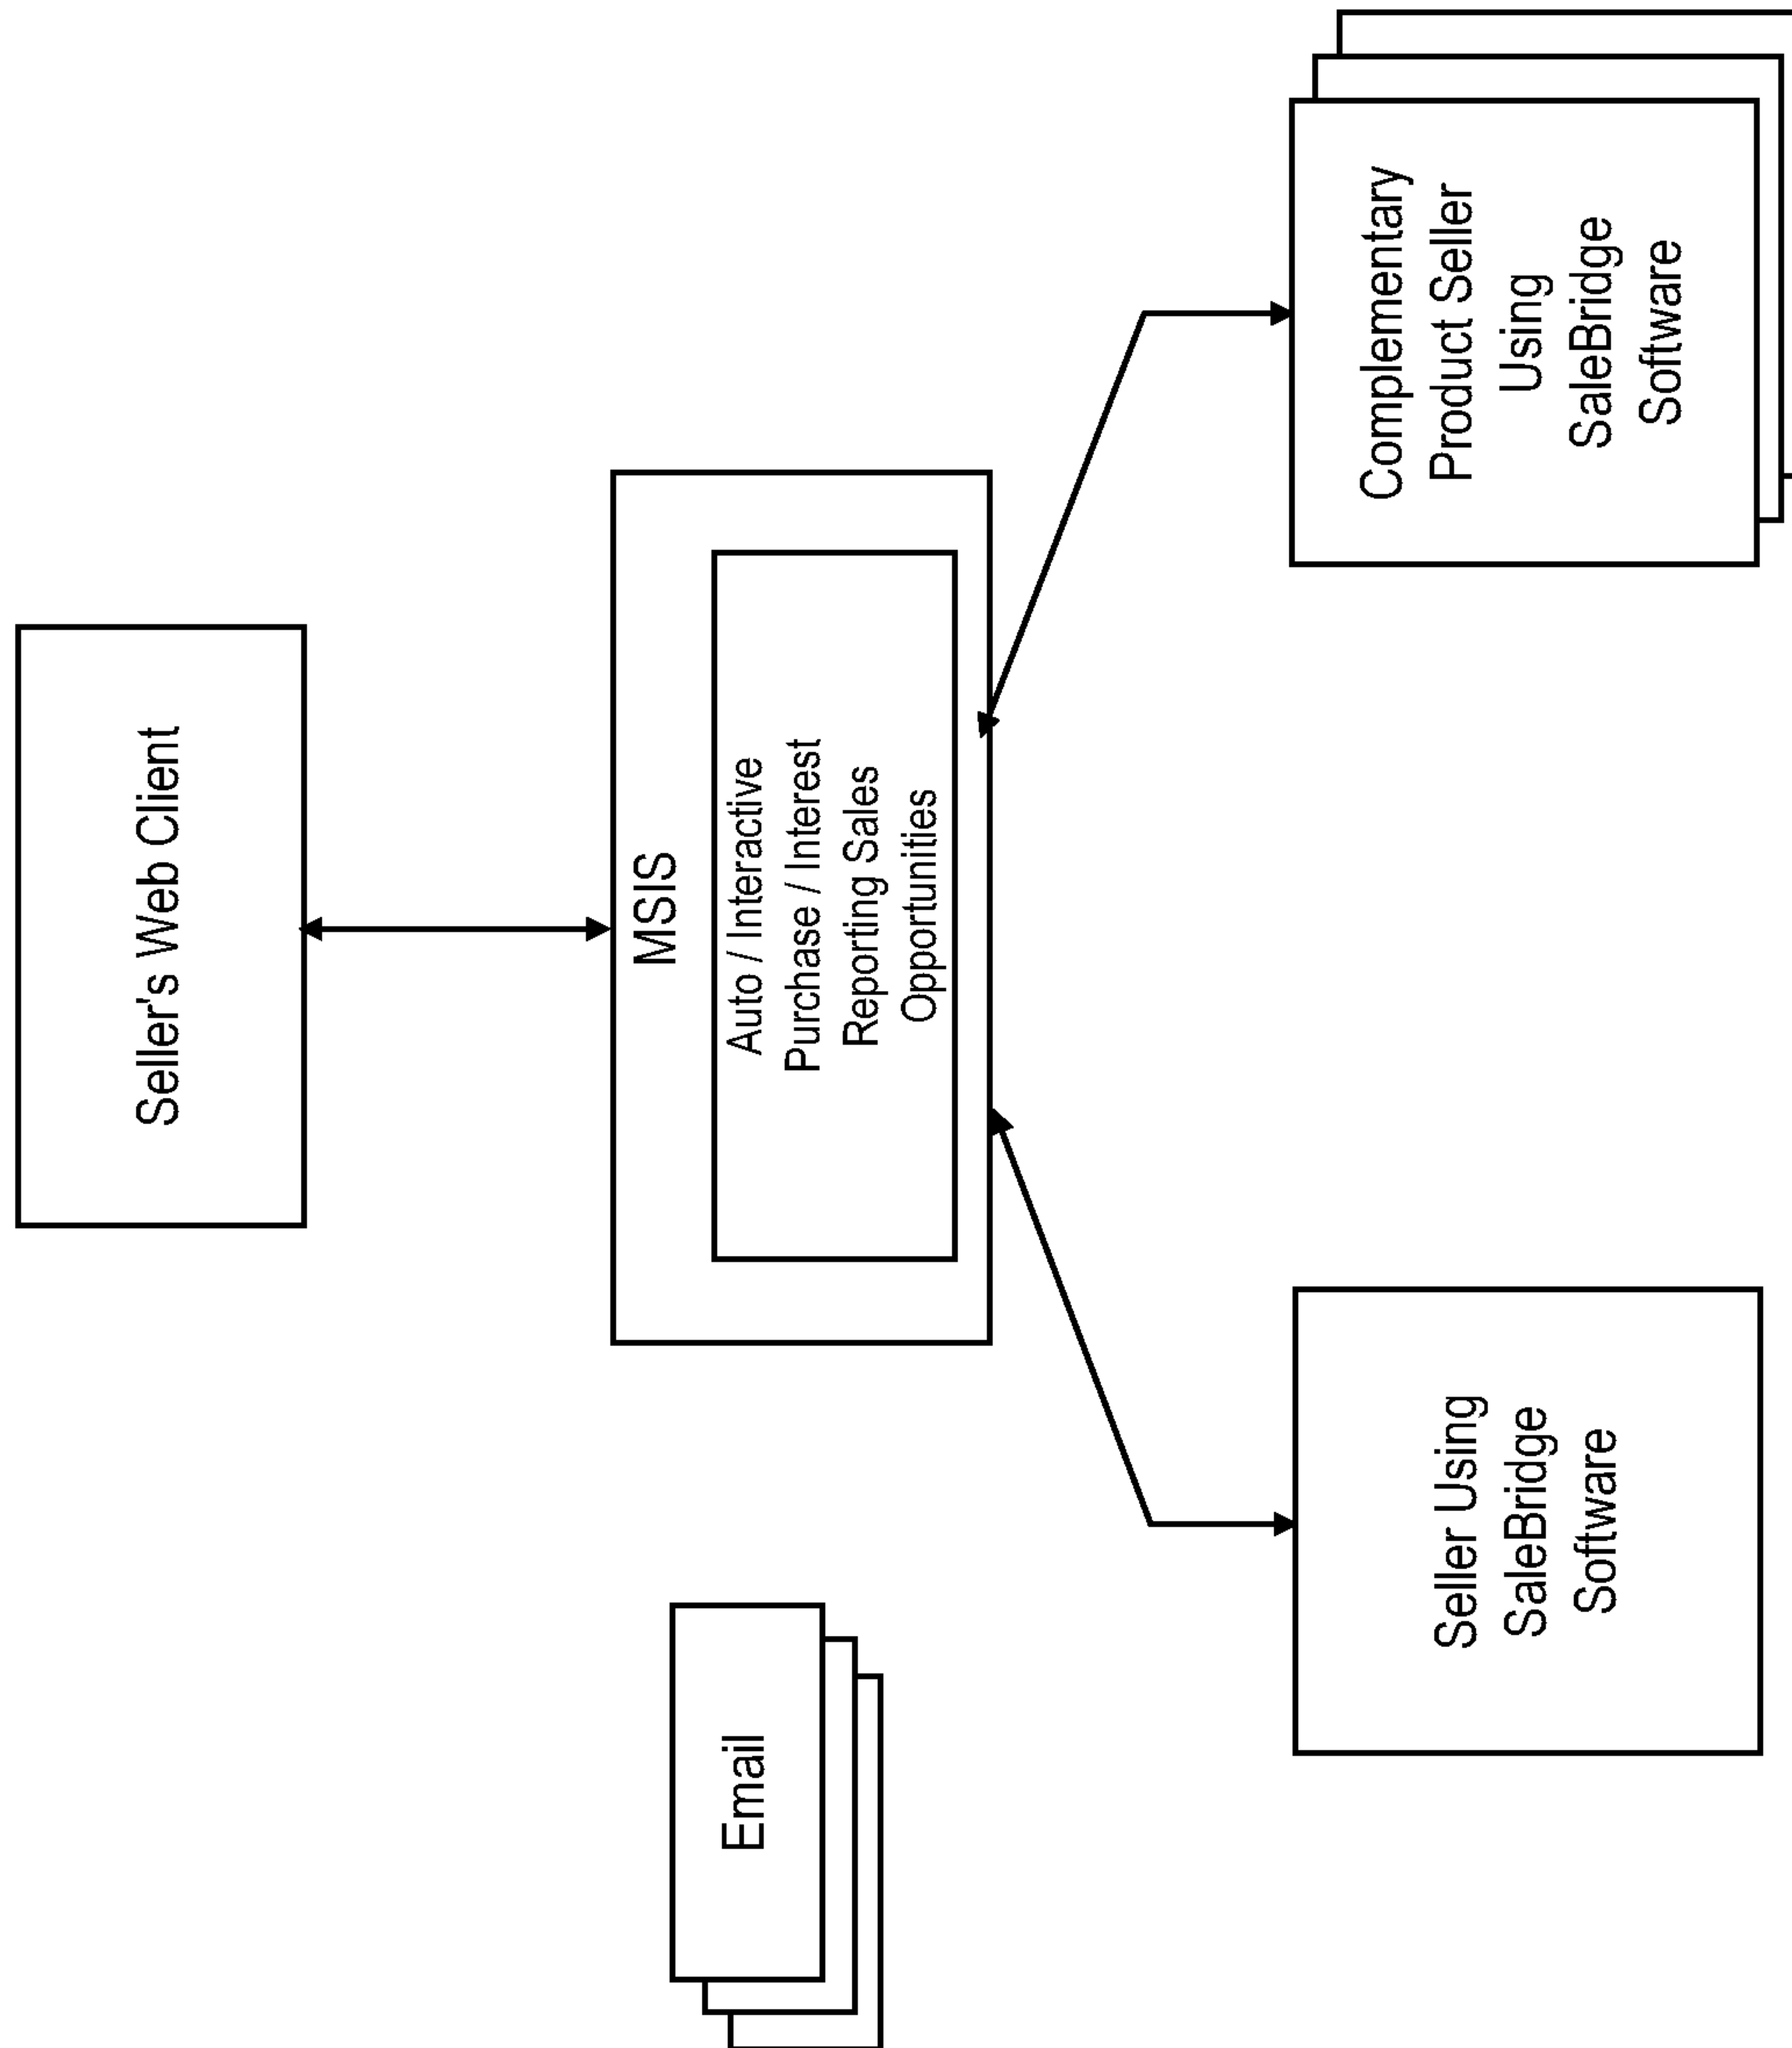 Seller's Web Client
MSIS
Auto / Interactive
Purchase / Interest
Reporting Sales
Opportunities
Email
Seller Using
SaleBridge
Software
Complementary
Product Seller
Using
SaleBridge
Software